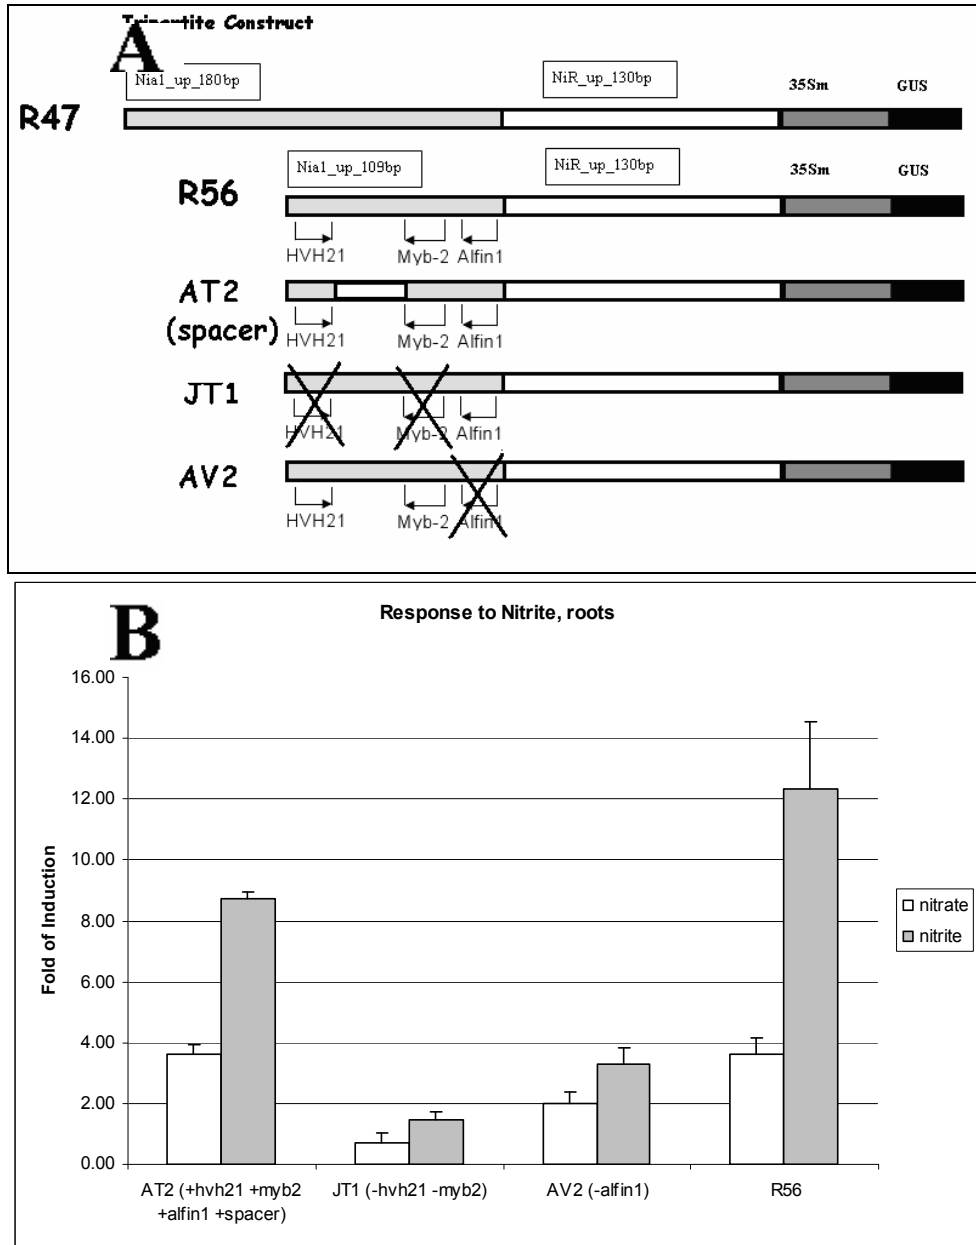 Tripartite Construct
A
Nia1_up_180bp NiR_up_130bp 35Sm GUS
R47
Nia1_up_109bp NiR_up_130bp 35Sm GUS
R56
HVH21 Myb-2 Alfin1
AT2
(spacer)
HVH21 Myb-2 Alfin1
JT1
HVH21 Myb-2 Alfin1
AV2
HVH21 Myb-2 Alfin1
B
Response to Nitrite, roots
16.00
14.00
12.00
10.00
8.00
6.00
4.00
2.00
0.00
Fold of Induction
AT2 (+hvh21 +myb2
+alfin1 +spacer)
JT1 (-hvh21 -myb2)
AV2 (-alfin1)
R56
nitrate
nitrite